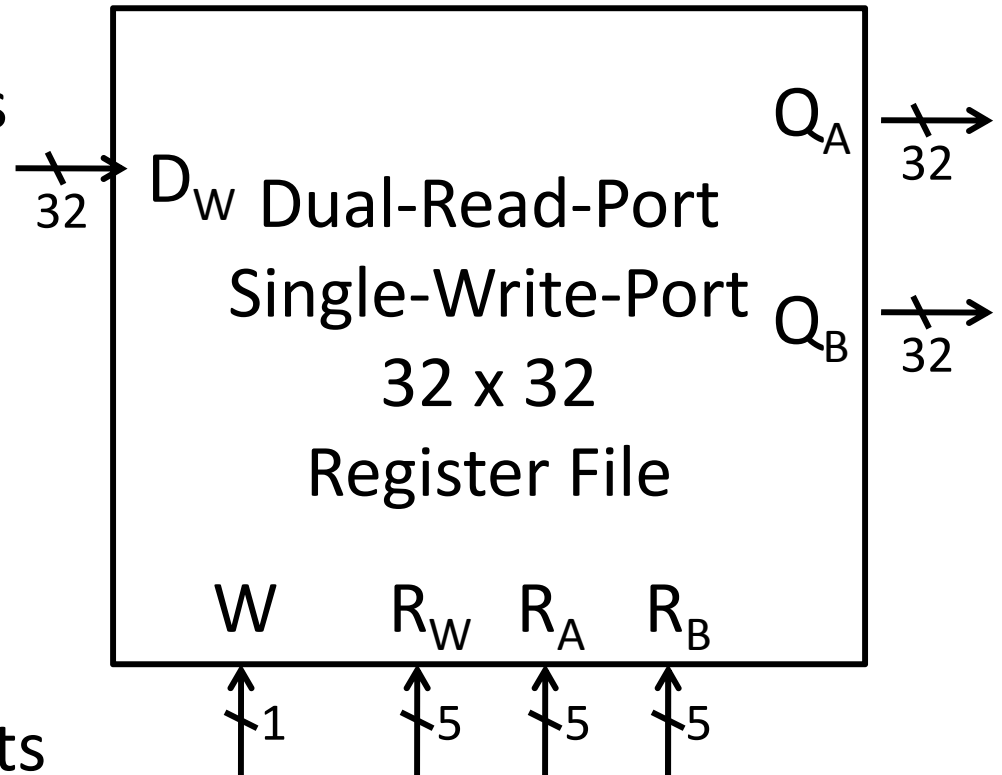 s
Q_A
32
32
D_W Dual-Read-Port
Single-Write-Port
Q_B
32
32 x 32
Register File
W R_W R_A R_B
1 5 5 5
ts